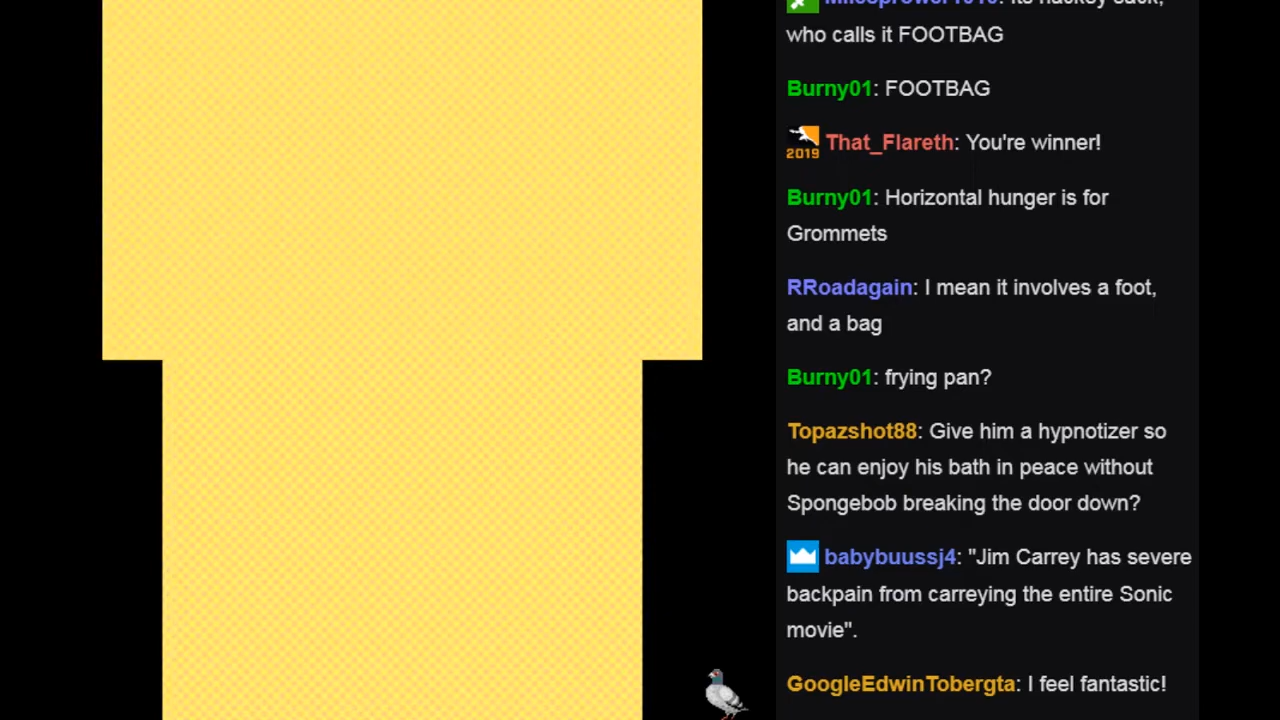 who calls it FOOTBAG
Burny01: FOOTBAG
2019 That_Flareth: You're winner!
Burny01: Horizontal hunger is for
Grommets
RRoadagain: I mean it involves a foot,
and a bag
Burny01: frying pan?
Topazshot88: Give him a hypnotizer so
he can enjoy his bath in peace without
Spongebob breaking the door down?
babybuussj4: "Jim Carrey has severe
backpain from carreying the entire Sonic
movie".
GoogleEdwinTobergta: I feel fantastic!